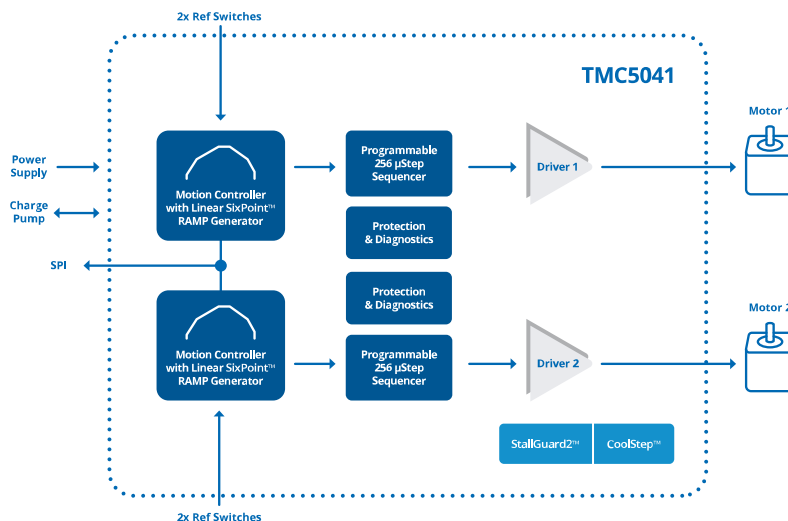 2x Ref Switches
TMC5041
Motor 1
Power
Supply
Charge
Pump
SPI
Motion Controller
with Linear SixPoint™
RAMP Generator
Programmable
256 µStep
Sequencer
Driver 1
Protection
& Diagnostics
Protection
& Diagnostics
Motor 2
Motion Controller
with Linear SixPoint™
RAMP Generator
Programmable
256 µStep
Sequencer
Driver 2
StallGuard2™
CoolStep™
2x Ref Switches